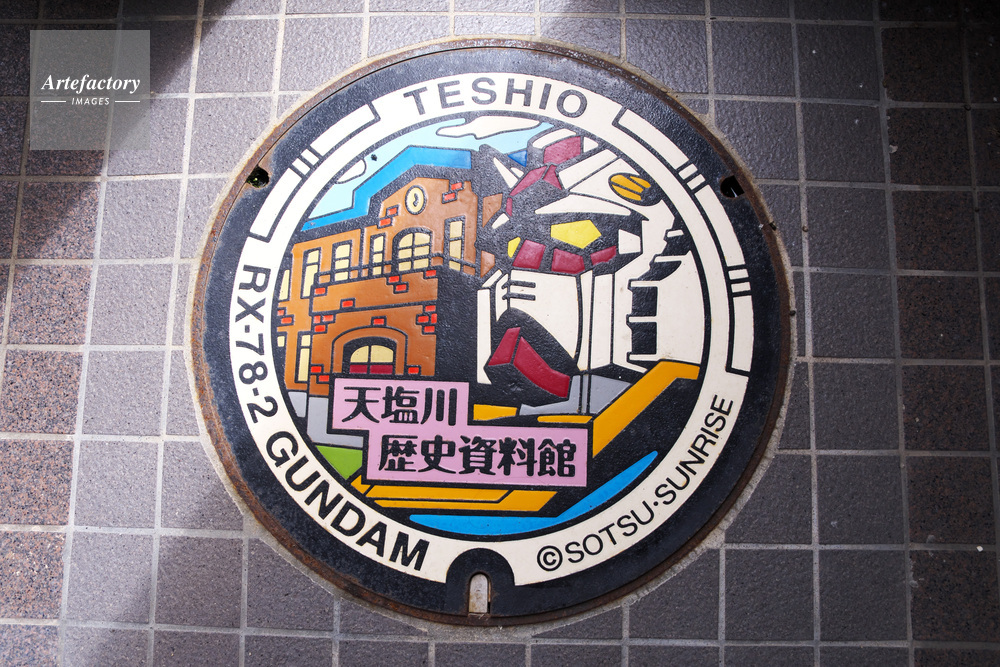 Artefactory
IMAGES
TESHIO
天塩川
歴史資料館
RX-78-2 GUNDAM
©SOTSU・SUNRISE